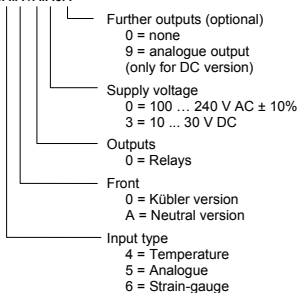 Further outputs (optional)
0 = none
9 = analogue output
(only for DC version)
Supply voltage
0 = 100 … 240 V AC ± 10%
3 = 10 ... 30 V DC
Outputs
0 = Relays
Front
0 = Kübler version
A = Neutral version
Input type
4 = Temperature
5 = Analogue
6 = Strain-gauge